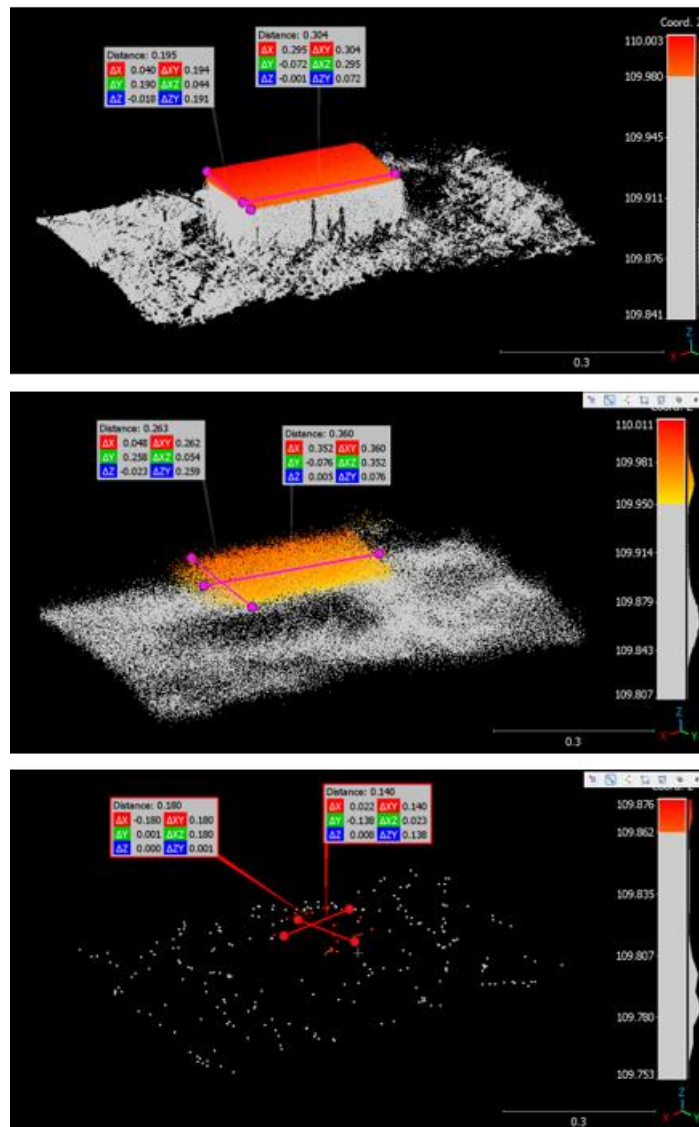 Coord. Z
Distance: 0.304
ΔX 0.295 ΔXY 0.304
ΔY -0.072 ΔXZ 0.295
ΔZ -0.001 ΔZY 0.072
Distance: 0.195
ΔX 0.040 ΔXY 0.194
ΔY 0.190 ΔXZ 0.044
ΔZ -0.018 ΔZY 0.191
110.003
109.980
109.945
109.911
109.876
109.841
Z
X
0.3
Distance: 0.263
ΔX 0.048 ΔXY 0.262
ΔY 0.258 ΔXZ 0.054
ΔZ -0.023 ΔZY 0.259
Distance: 0.360
ΔX 0.352 ΔXY 0.360
ΔY -0.076 ΔXZ 0.352
ΔZ 0.005 ΔZY 0.076
110.011
109.981
109.950
109.914
109.879
109.843
109.807
Z
X Y
0.3
Distance: 0.180
ΔX -0.180 ΔXY 0.180
ΔY 0.001 ΔXZ 0.180
ΔZ 0.000 ΔZY 0.001
Distance: 0.140
ΔX 0.022 ΔXY 0.140
ΔY -0.138 ΔXZ 0.023
ΔZ 0.008 ΔZY 0.138
109.876
109.862
109.835
109.807
109.780
109.753
Z
X Y
0.3